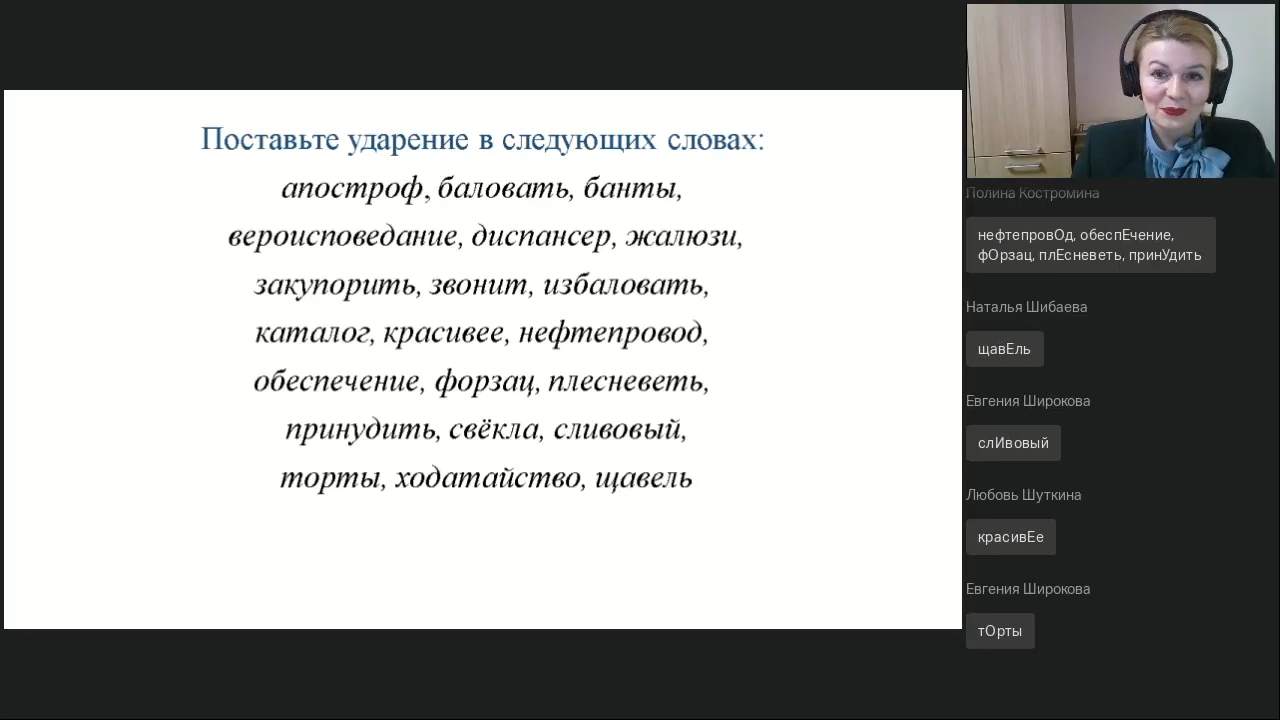 Поставьте ударение в следующих словах:
апостроф, баловать, банты,
вероисповедание, диспансер, жалюзи,
закупорить, звонит, избаловать,
каталог, красивее, нефтепровод,
обеспечение, форзац, плесневеть,
принудить, свёкла, сливовый,
торты, ходатайство, щавель
Полина Костромина
нефтепровОд, обеспЕчение,
фОрзац, плЕсневеть, принУдить
Наталья Шибаева
щавЕль
Евгения Широкова
слИвовый
Любовь Шуткина
красивЕе
Евгения Широкова
тОрты